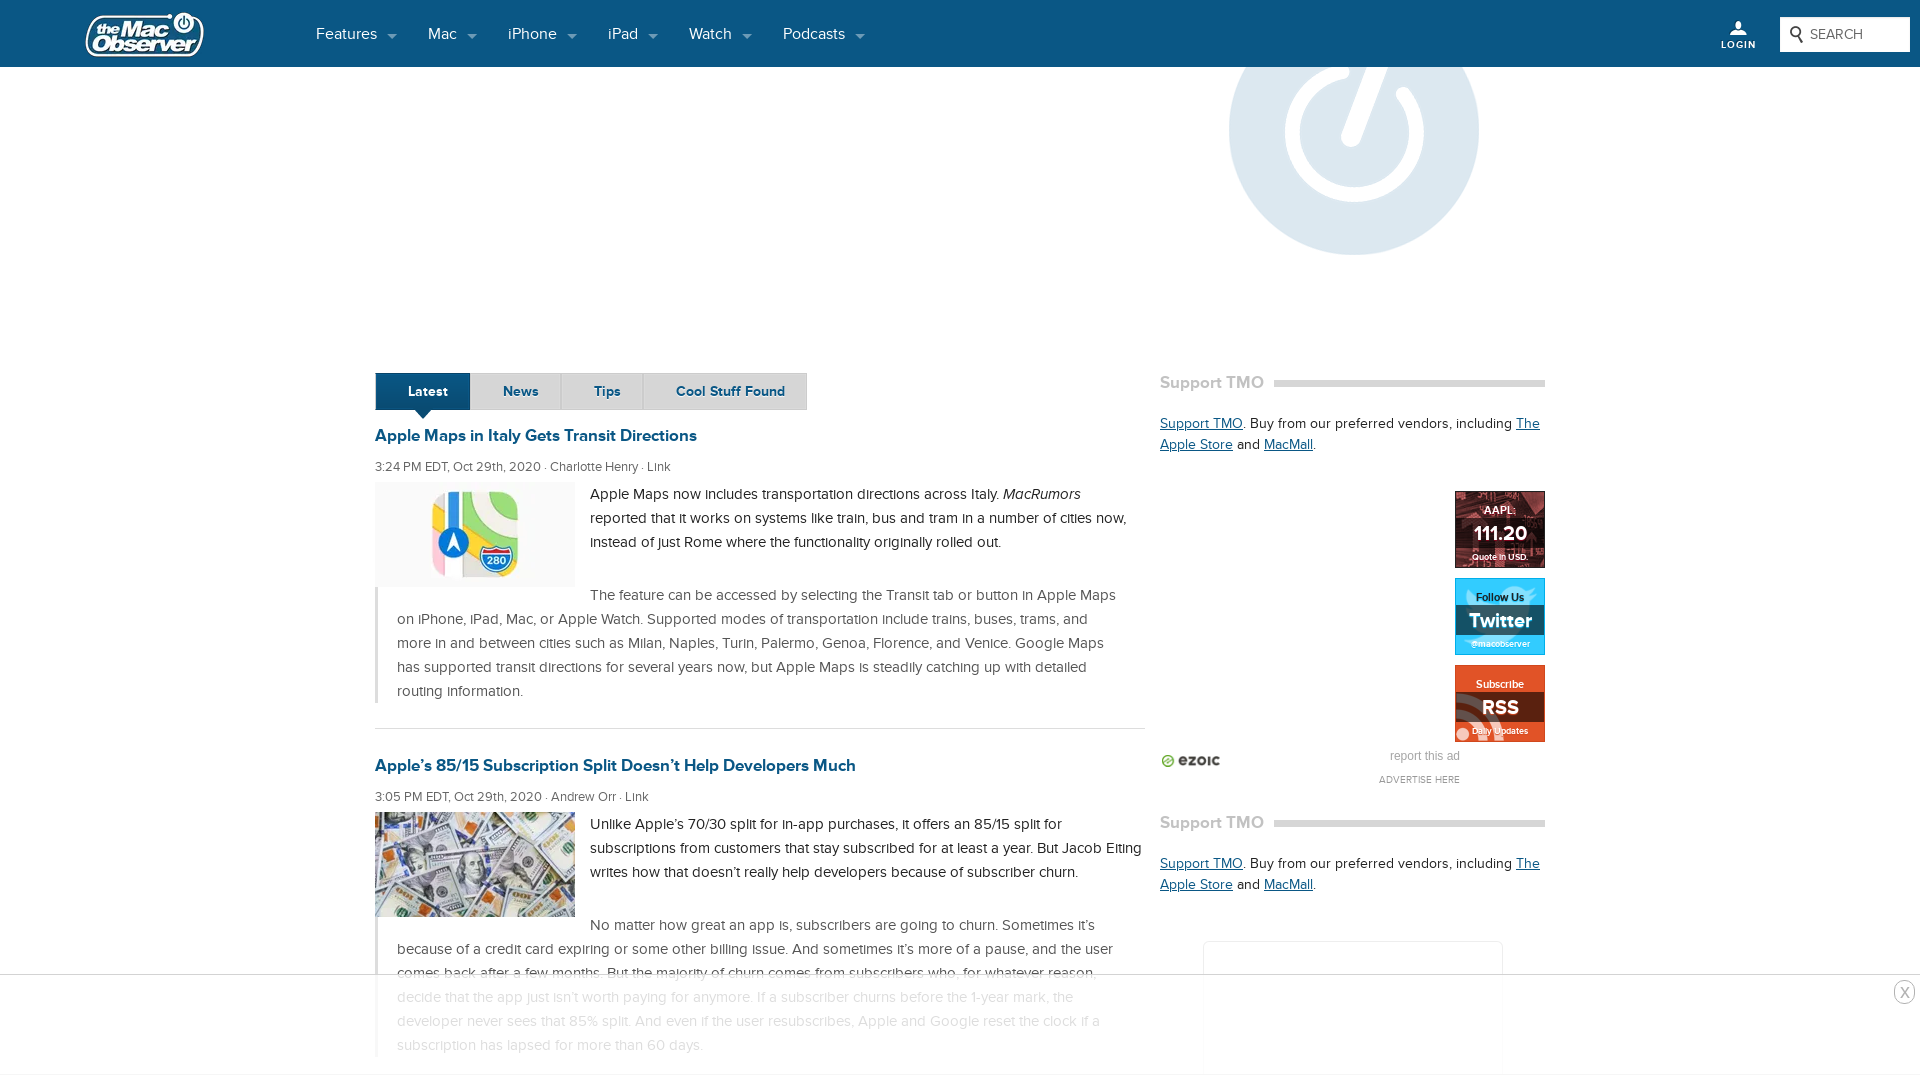 the Mac Observer
Features
Mac
iPhone
iPad
Watch
Podcasts
LOGIN
SEARCH
Latest
News
Tips
Cool Stuff Found
Apple Maps in Italy Gets Transit Directions
3:24 PM EDT, Oct 29th, 2020 · Charlotte Henry · Link
280
Apple Maps now includes transportation directions across Italy. MacRumors
reported that it works on systems like train, bus and tram in a number of cities now,
instead of just Rome where the functionality originally rolled out.
The feature can be accessed by selecting the Transit tab or button in Apple Maps
on iPhone, iPad, Mac, or Apple Watch. Supported modes of transportation include trains, buses, trams, and
more in and between cities such as Milan, Naples, Turin, Palermo, Genoa, Florence, and Venice. Google Maps
has supported transit directions for several years now, but Apple Maps is steadily catching up with detailed
routing information.
Apple’s 85/15 Subscription Split Doesn’t Help Developers Much
3:05 PM EDT, Oct 29th, 2020 · Andrew Orr · Link
Unlike Apple’s 70/30 split for in-app purchases, it offers an 85/15 split for
subscriptions from customers that stay subscribed for at least a year. But Jacob Eiting
writes how that doesn’t really help developers because of subscriber churn.
No matter how great an app is, subscribers are going to churn. Sometimes it’s
because of a credit card expiring or some other billing issue. And sometimes it’s more of a pause, and the user
comes back after a few months. But the majority of churn comes from subscribers who, for whatever reason,
decide that the app just isn’t worth paying for anymore. If a subscriber churns before the 1-year mark, the
developer never sees that 85% split. And even if the user resubscribes, Apple and Google reset the clock if a
subscription has lapsed for more than 60 days.
Support TMO
Support TMO. Buy from our preferred vendors, including The
Apple Store and MacMall.
AAPL:
111.20
Quote in USD.
Follow Us
Twitter
@macobserver
Subscribe
RSS
Daily Updates
ezoic
report this ad
ADVERTISE HERE
Support TMO
Support TMO. Buy from our preferred vendors, including The
Apple Store and MacMall.
X